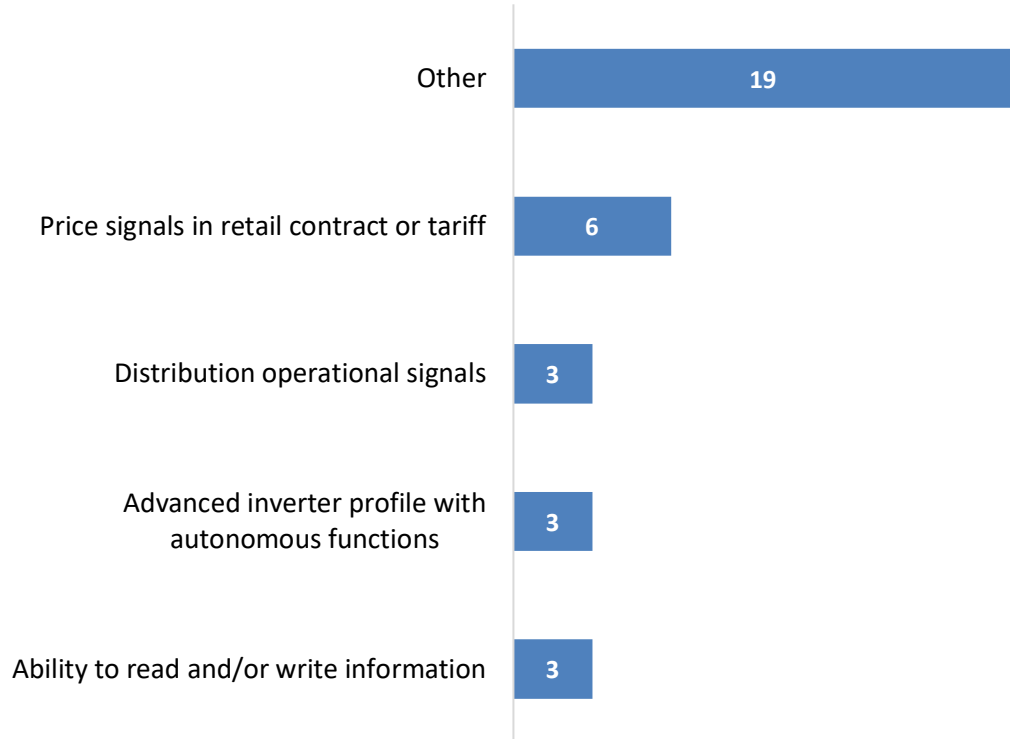 Other
19
Price signals in retail contract or tariff
6
Distribution operational signals
3
Advanced inverter profile with
autonomous functions
3
Ability to read and/or write information
3